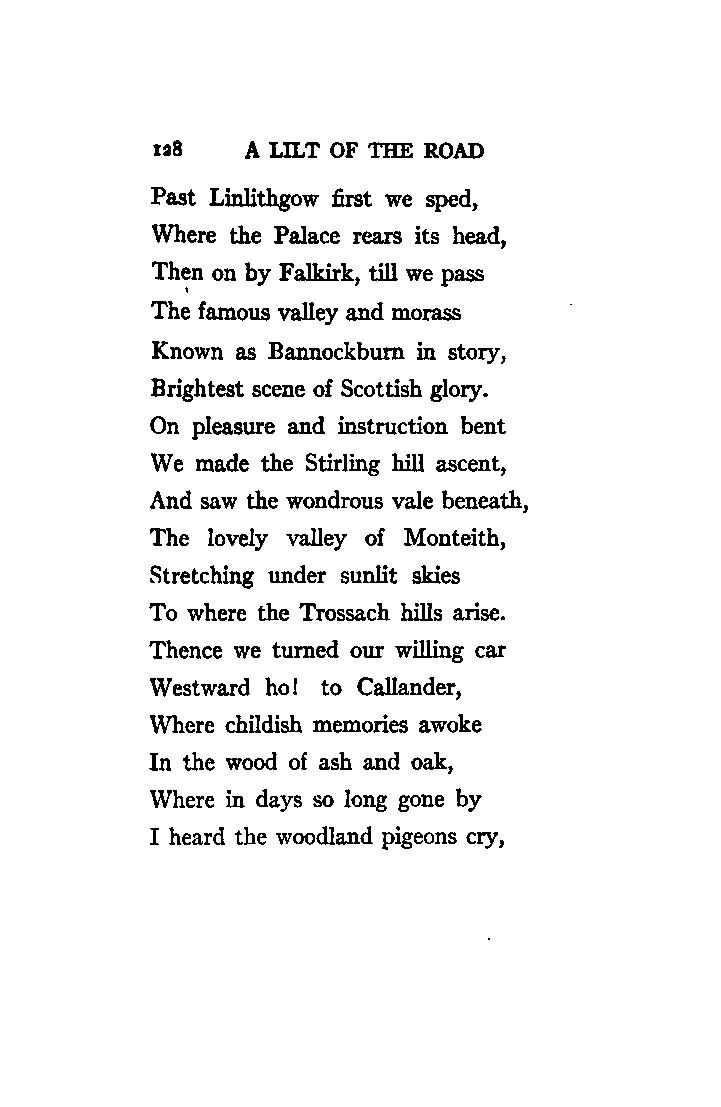 128 A LILT OF THE ROAD
Past Linlithgow first we sped,
Where the Palace rears its head,
Then on by Falkirk, till we pass
The famous valley and morass
Known as Bannockburn in story,
Brightest scene of Scottish glory.
On pleasure and instruction bent
We made the Stirling hill ascent,
And saw the wondrous vale beneath,
The lovely valley of Monteith,
Stretching under sunlit skies
To where the Trossach hills arise.
Thence we turned our willing car
Westward ho! to Callander,
Where childish memories awoke
In the wood of ash and oak,
Where in days so long gone by
I heard the woodland pigeons cry,